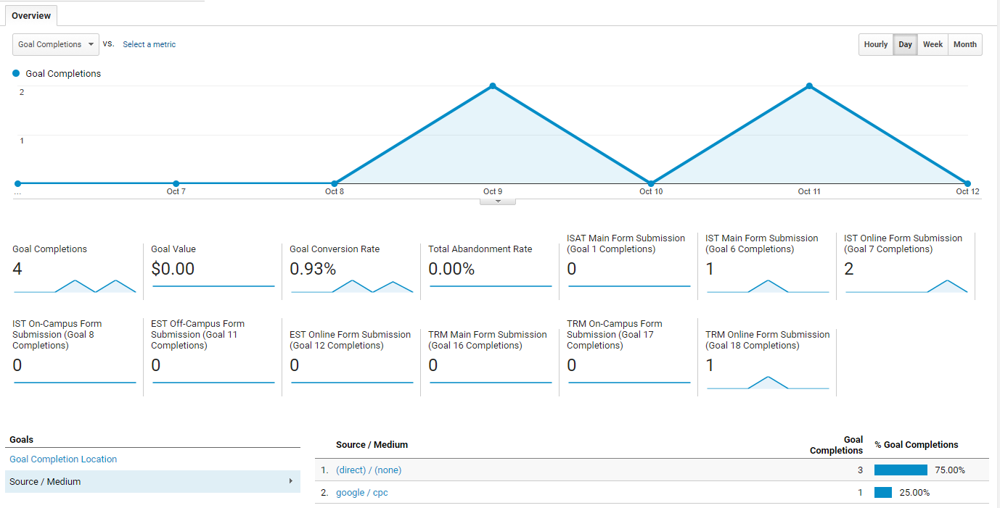 Overview
Goal Completions vs. Select a metric Hourly Day Week Month
Goal Completions
2
1
... Oct 7 Oct 8 Oct 9 Oct 10 Oct 11 Oct 12
Goal Completions
4
Goal Value
$0.00
Goal Conversion Rate
0.93%
Total Abandonment Rate
0.00%
ISAT Main Form Submission
(Goal 1 Completions)
0
IST Main Form Submission
(Goal 6 Completions)
1
IST Online Form Submission
(Goal 7 Completions)
2
IST On-Campus Form
Submission (Goal 8
Completions)
0
EST Off-Campus Form
Submission (Goal 11
Completions)
0
EST Online Form Submission
(Goal 12 Completions)
0
TRM Main Form Submission
(Goal 16 Completions)
0
TRM On-Campus Form
Submission (Goal 17
Completions)
0
TRM Online Form Submission
(Goal 18 Completions)
1
Goals
Goal Completion Location
Source / Medium
Source / Medium Goal Completions % Goal Completions
1. (direct) / (none) 3 75.00%
2. google / cpc 1 25.00%